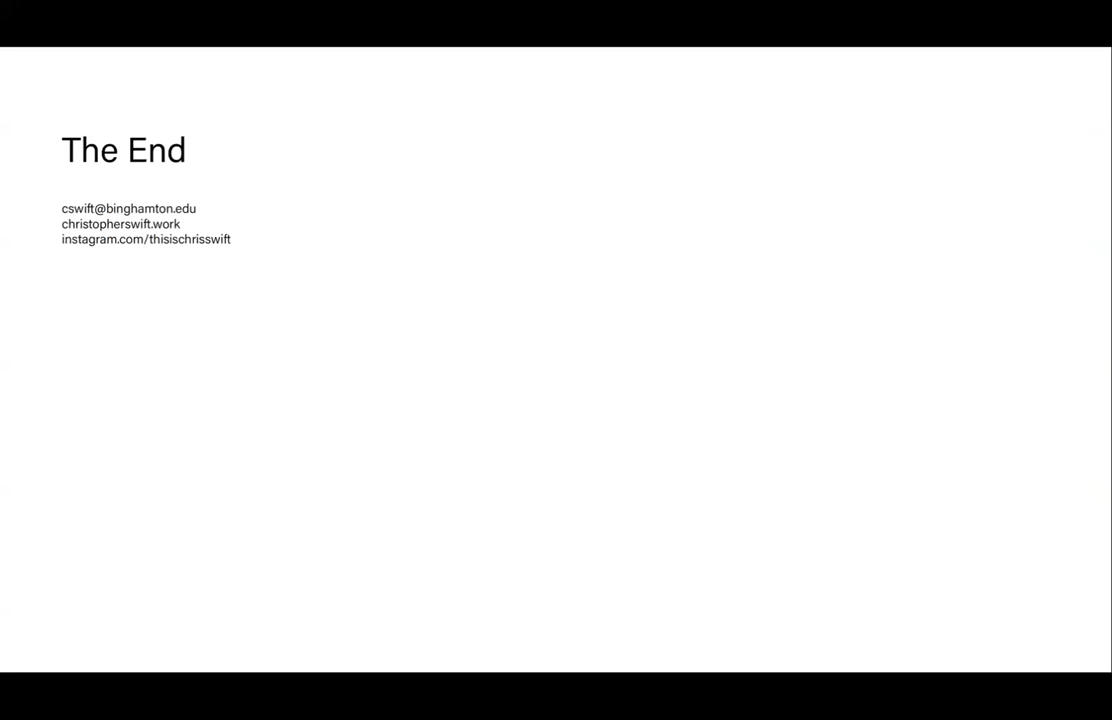 The End
cswift@binghamton.edu
christopherswift.work
instagram.com/thisischrisswift